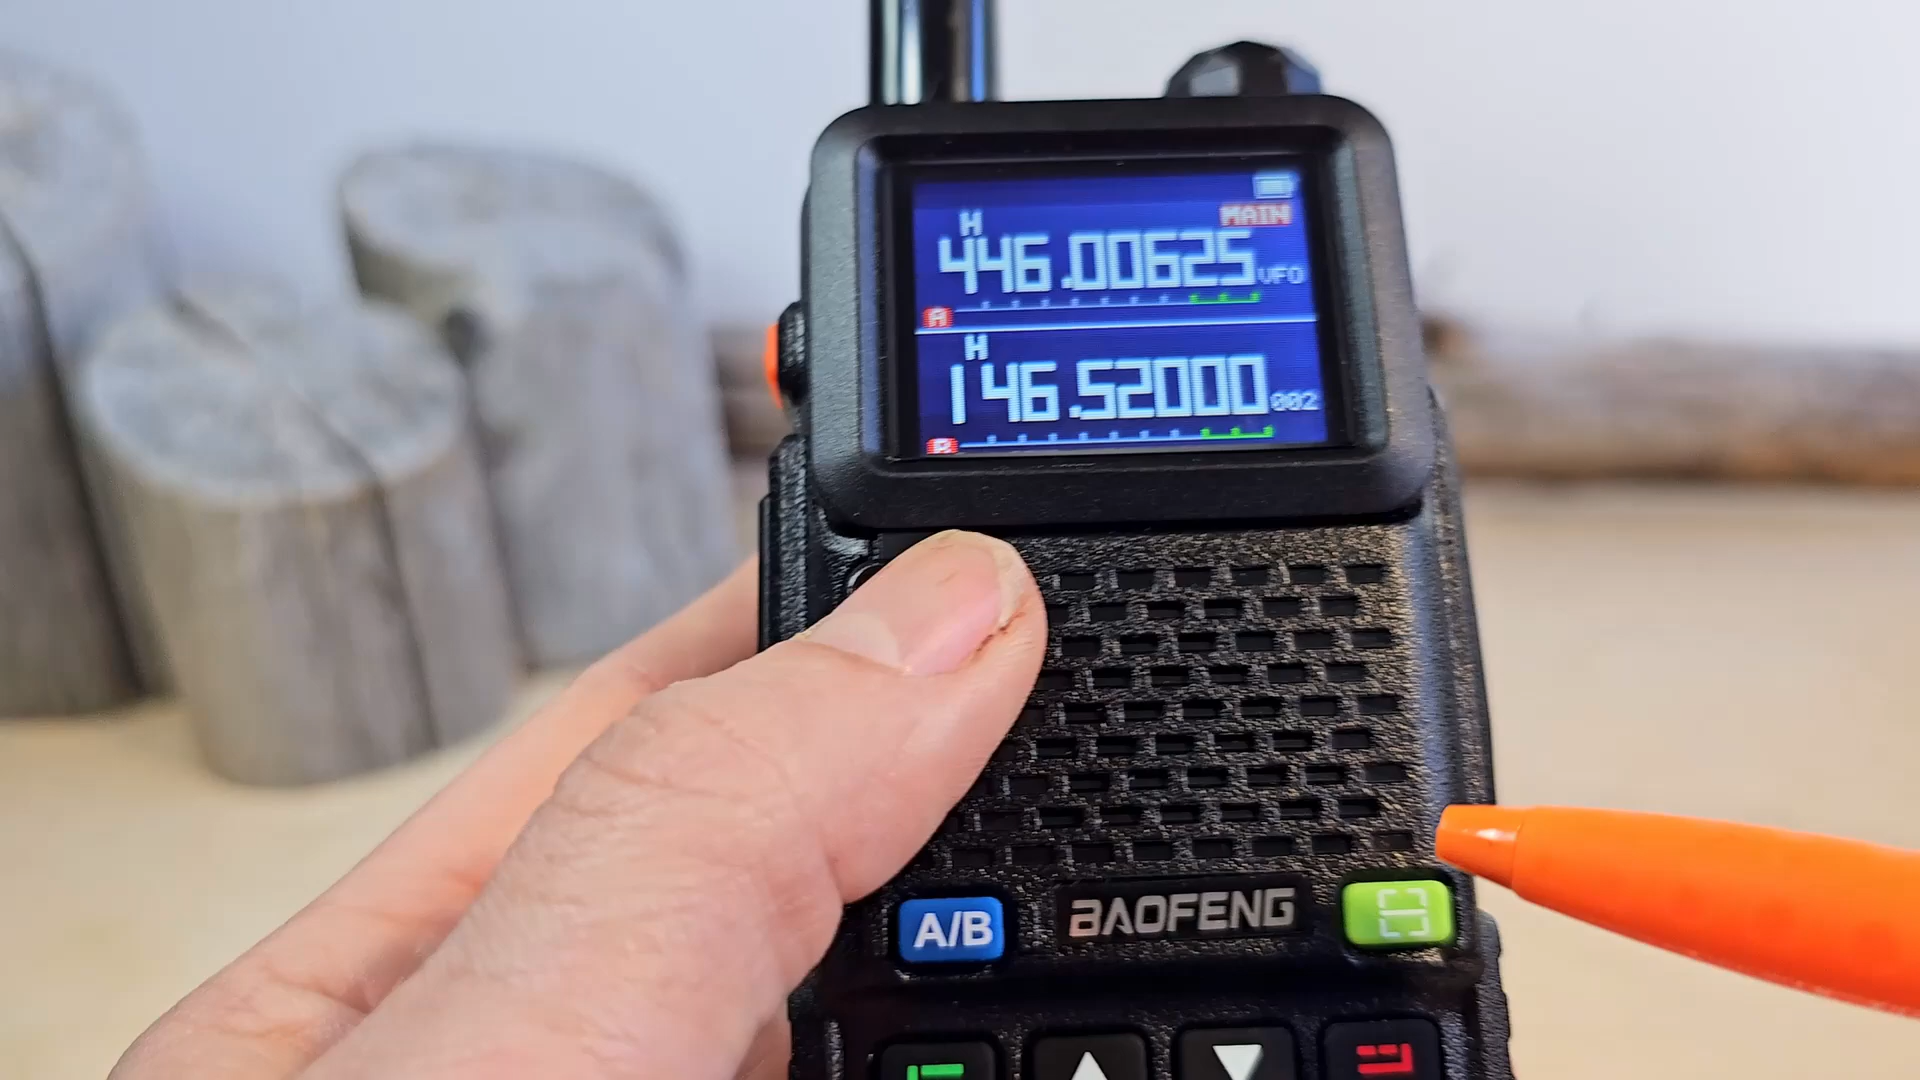 MAIN
H
446.00625 VFO
A
H
146.52000 002
B
A/B BAOFENG